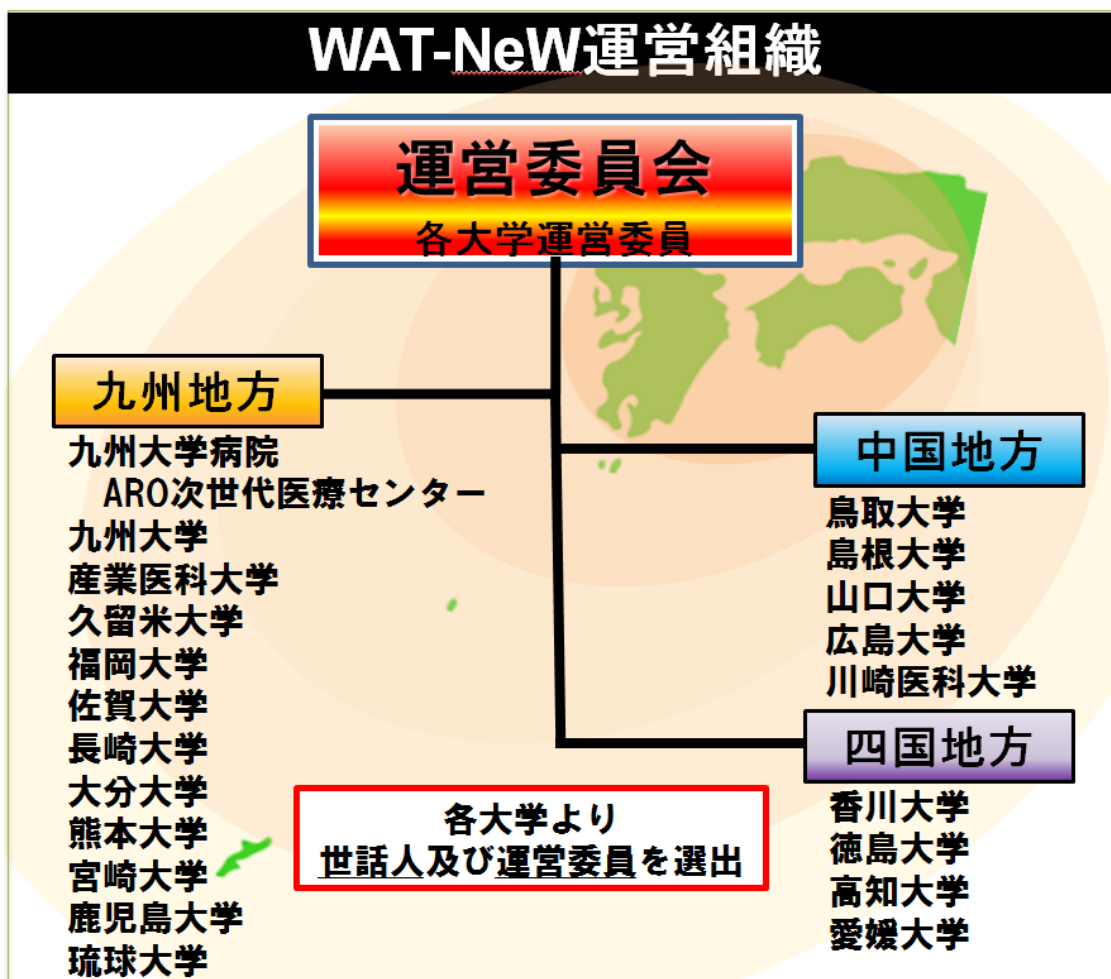 WAT-NeW運営組織
運営委員会
各大学運営委員
九州地方
九州大学病院
ARO次世代医療センター
九州大学
産業医科大学
久留米大学
福岡大学
佐賀大学
長崎大学
大分大学
熊本大学
宮崎大学
鹿児島大学
琉球大学
中国地方
鳥取大学
島根大学
山口大学
広島大学
川崎医科大学
四国地方
香川大学
徳島大学
高知大学
愛媛大学
各大学より
世話人及び運営委員を選出